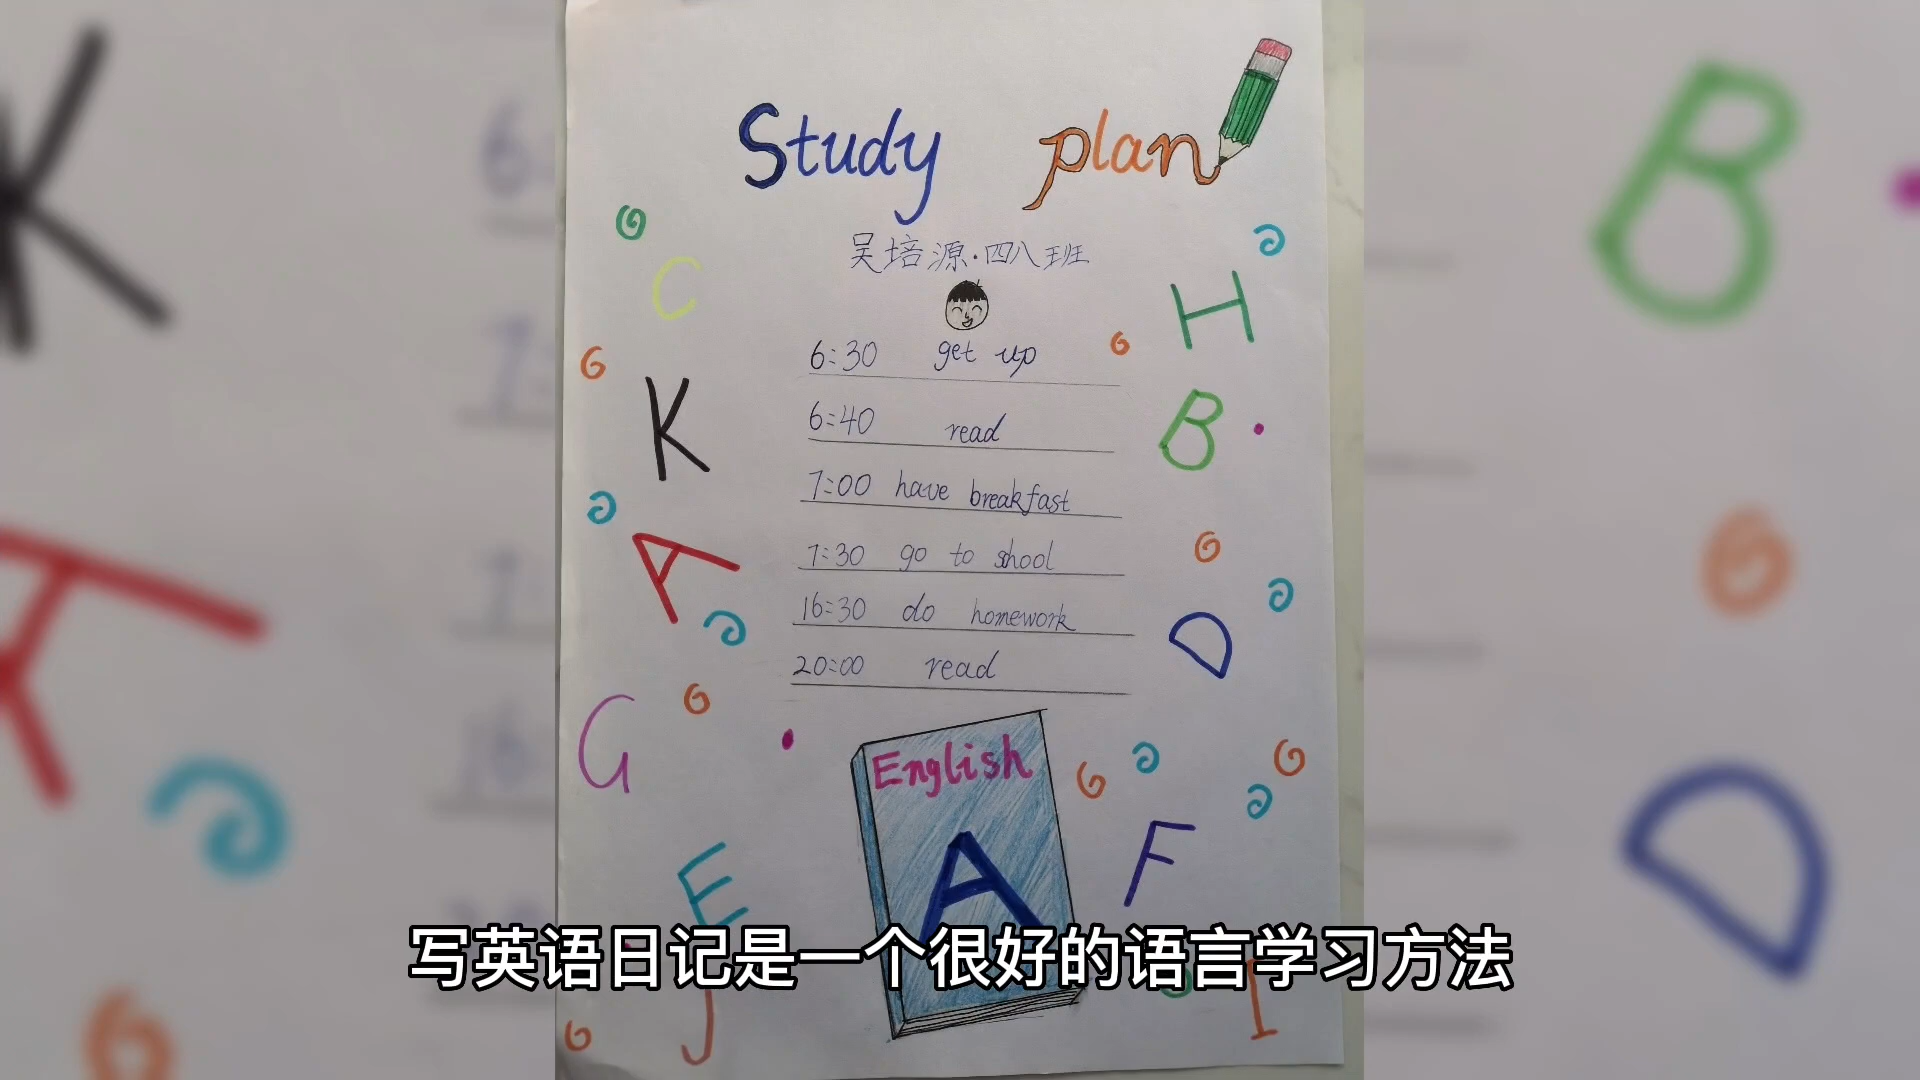 Study plan
吴培源·四八班
6:30 get up
6:40 read
7:00 have breakfast
7:30 go to shool
16:30 do homework
20:00 read
C
H
K
B
A
D
G
English
A
E
F
J
I
写英语日记是一个很好的语言学习方法